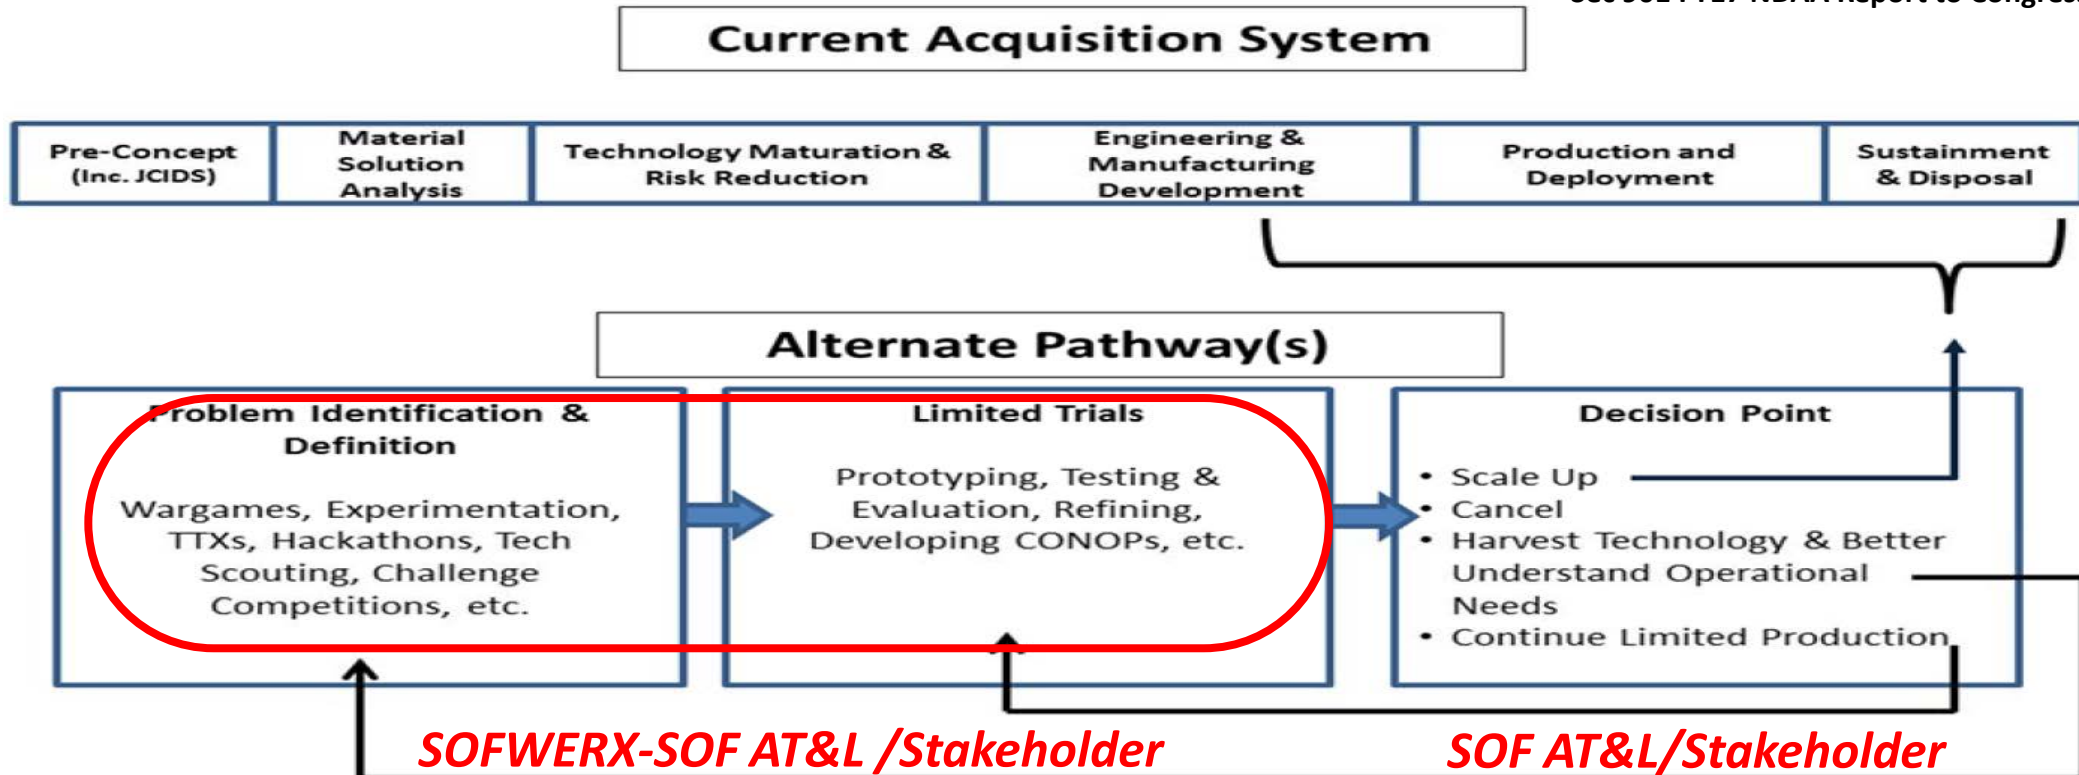 Current Acquisition System
Pre-Concept
(Inc. JCIDS)
Material
Solution
Analysis
Technology Maturation &
Risk Reduction
Engineering &
Manufacturing
Development
Production and
Deployment
Sustainment
& Disposal
Alternate Pathway(s)
Problem Identification &
Definition
Wargames, Experimentation,
TTXs, Hackathons, Tech
Scouting, Challenge
Competitions, etc.
Limited Trials
Prototyping, Testing &
Evaluation, Refining,
Developing CONOPs, etc.
Decision Point
• Scale Up
• Cancel
• Harvest Technology & Better
Understand Operational
Needs
• Continue Limited Production
SOFWERX-SOF AT&L /Stakeholder
SOF AT&L/Stakeholder